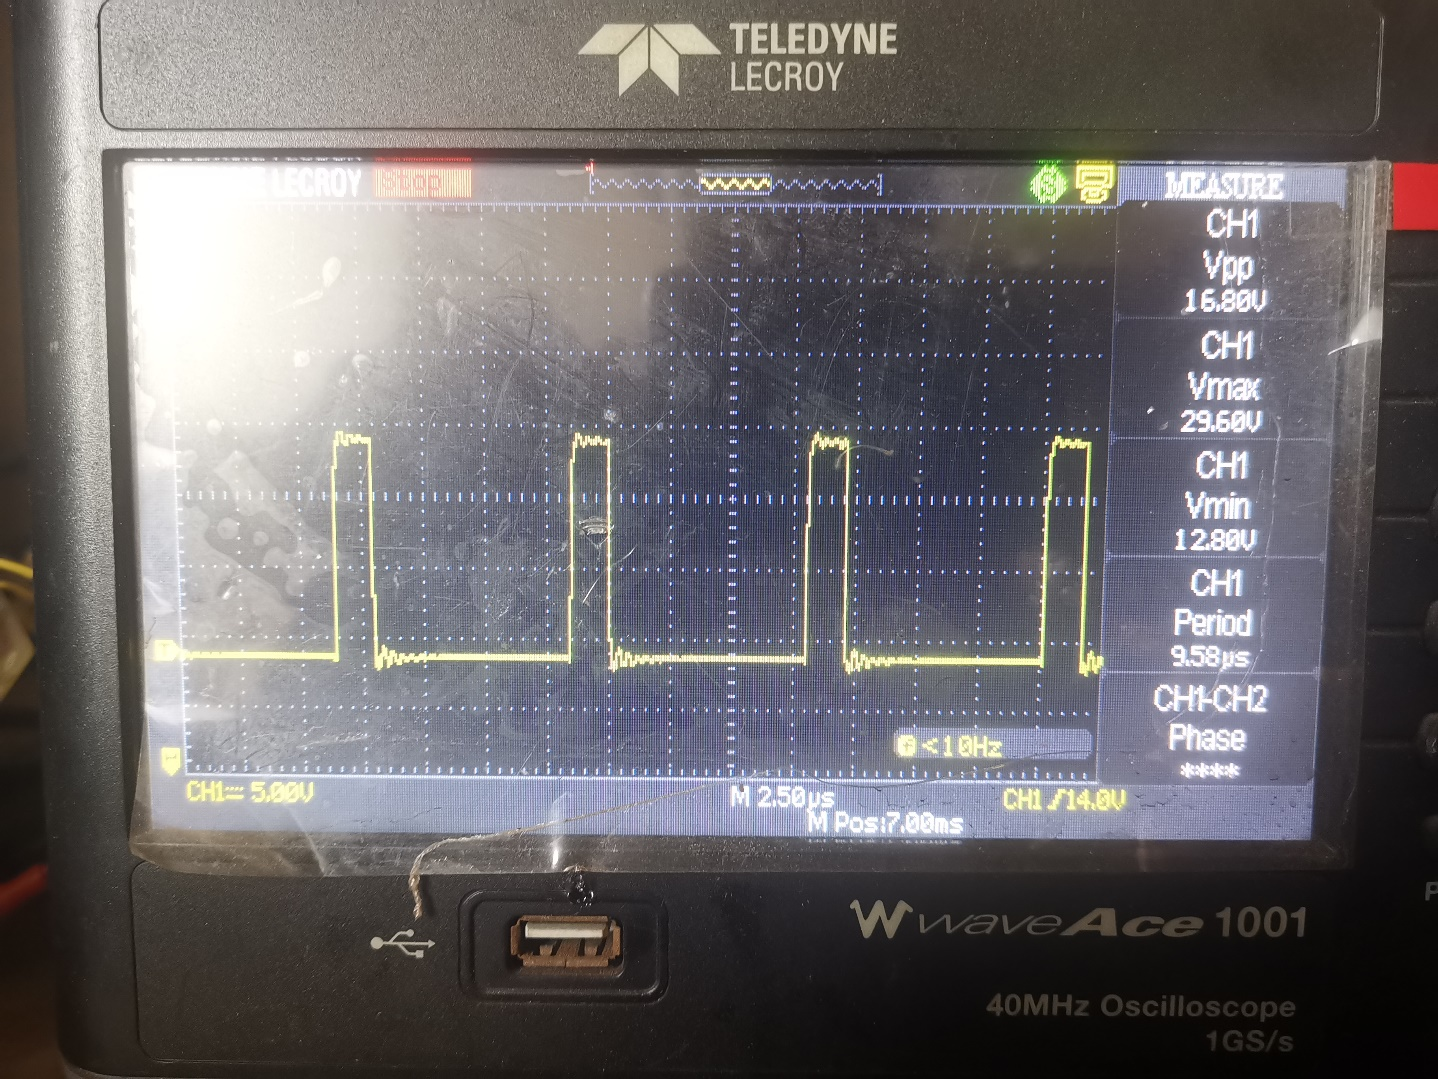 TELEDYNE
LECROY
LECROY Stop
MEASURE
CH1
Vpp
16.80V
CH1
Vmax
29.60V
CH1
Vmin
12.80V
CH1
Period
9.58μs
CH1-CH2
Phase
****
T
1
<10Hz
CH1 5.00V
M 2.50μs
CH1 /14.0V
M Pos:7.00ms
waveAce 1001
40MHz Oscilloscope
1GS/s